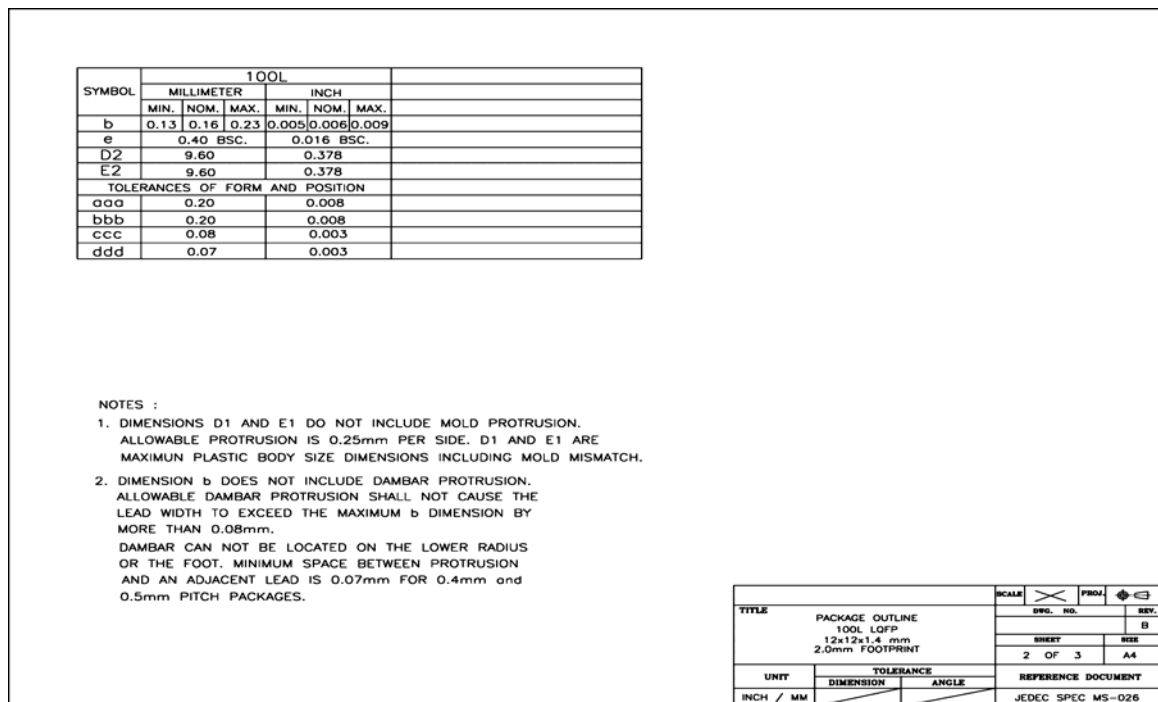 100L
SYMBOL MILLIMETER INCH
MIN. NOM. MAX. MIN. NOM. MAX.
b 0.13 0.16 0.23 0.005 0.006 0.009
e 0.40 BSC. 0.016 BSC.
D2 9.60 0.378
E2 9.60 0.378
TOLERANCES OF FORM AND POSITION
aaa 0.20 0.008
bbb 0.20 0.008
ccc 0.08 0.003
ddd 0.07 0.003
NOTES :
1. DIMENSIONS D1 AND E1 DO NOT INCLUDE MOLD PROTRUSION.
ALLOWABLE PROTRUSION IS 0.25mm PER SIDE. D1 AND E1 ARE
MAXIMUN PLASTIC BODY SIZE DIMENSIONS INCLUDING MOLD MISMATCH.
2. DIMENSION b DOES NOT INCLUDE DAMBAR PROTRUSION.
ALLOWABLE DAMBAR PROTRUSION SHALL NOT CAUSE THE
LEAD WIDTH TO EXCEED THE MAXIMUM b DIMENSION BY
MORE THAN 0.08mm.
DAMBAR CAN NOT BE LOCATED ON THE LOWER RADIUS
OR THE FOOT. MINIMUM SPACE BETWEEN PROTRUSION
AND AN ADJACENT LEAD IS 0.07mm FOR 0.4mm and
0.5mm PITCH PACKAGES.
SCALE PROJ.
TITLE
PACKAGE OUTLINE
100L LQFP
12x12x1.4 mm
2.0mm FOOTPRINT
DWG. NO. REV.
B
SHEET SIZE
2 OF 3 A4
UNIT TOLERANCE REFERENCE DOCUMENT
DIMENSION ANGLE
INCH / MM JEDEC SPEC MS-026